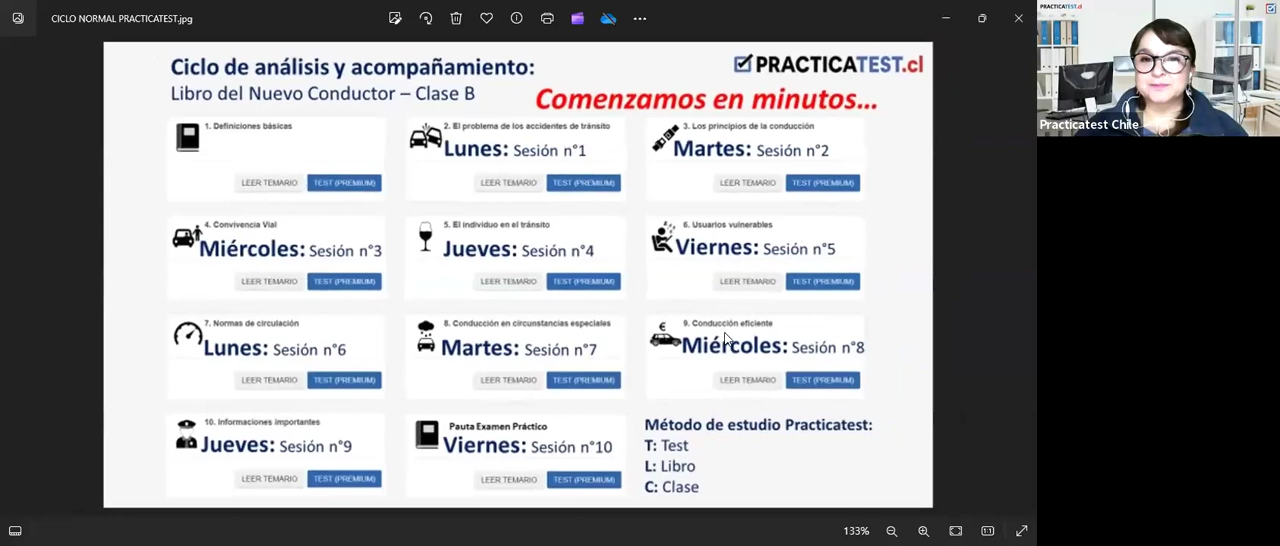 CICLO NORMAL PRACTICATEST.jpg
Ciclo de análisis y acompañamiento:
Libro del Nuevo Conductor – Clase B
PRACTICATEST.cl
Comenzamos en minutos...
1. Definiciones básicas
LEER TEMARIO TEST (PREMIUM)
2. El problema de los accidentes de tránsito
Lunes: Sesión n°1
LEER TEMARIO TEST (PREMIUM)
3. Los principios de la conducción
Martes: Sesión n°2
LEER TEMARIO TEST (PREMIUM)
4. Convivencia Vial
Miércoles: Sesión n°3
LEER TEMARIO TEST (PREMIUM)
5. El individuo en el tránsito
Jueves: Sesión n°4
LEER TEMARIO TEST (PREMIUM)
6. Usuarios vulnerables
Viernes: Sesión n°5
LEER TEMARIO TEST (PREMIUM)
7. Normas de circulación
Lunes: Sesión n°6
LEER TEMARIO TEST (PREMIUM)
8. Conducción en circunstancias especiales
Martes: Sesión n°7
LEER TEMARIO TEST (PREMIUM)
€
9. Conducción eficiente
Miércoles: Sesión n°8
LEER TEMARIO TEST (PREMIUM)
10. Informaciones importantes
Jueves: Sesión n°9
LEER TEMARIO TEST (PREMIUM)
Pauta Examen Práctico
Viernes: Sesión n°10
LEER TEMARIO TEST (PREMIUM)
Método de estudio Practicatest:
T: Test
L: Libro
C: Clase
133%
1:1
PRACTICATEST.cl
Practicatest Chile